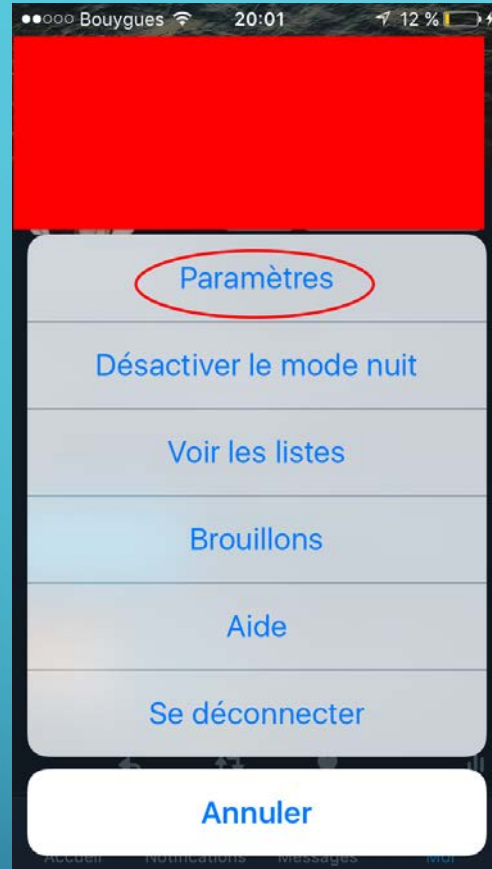 ●●○○○ Bouygues 20:01 12 %
Paramètres
Désactiver le mode nuit
Voir les listes
Brouillons
Aide
Se déconnecter
Annuler
Accueil Notifications Messages Moi